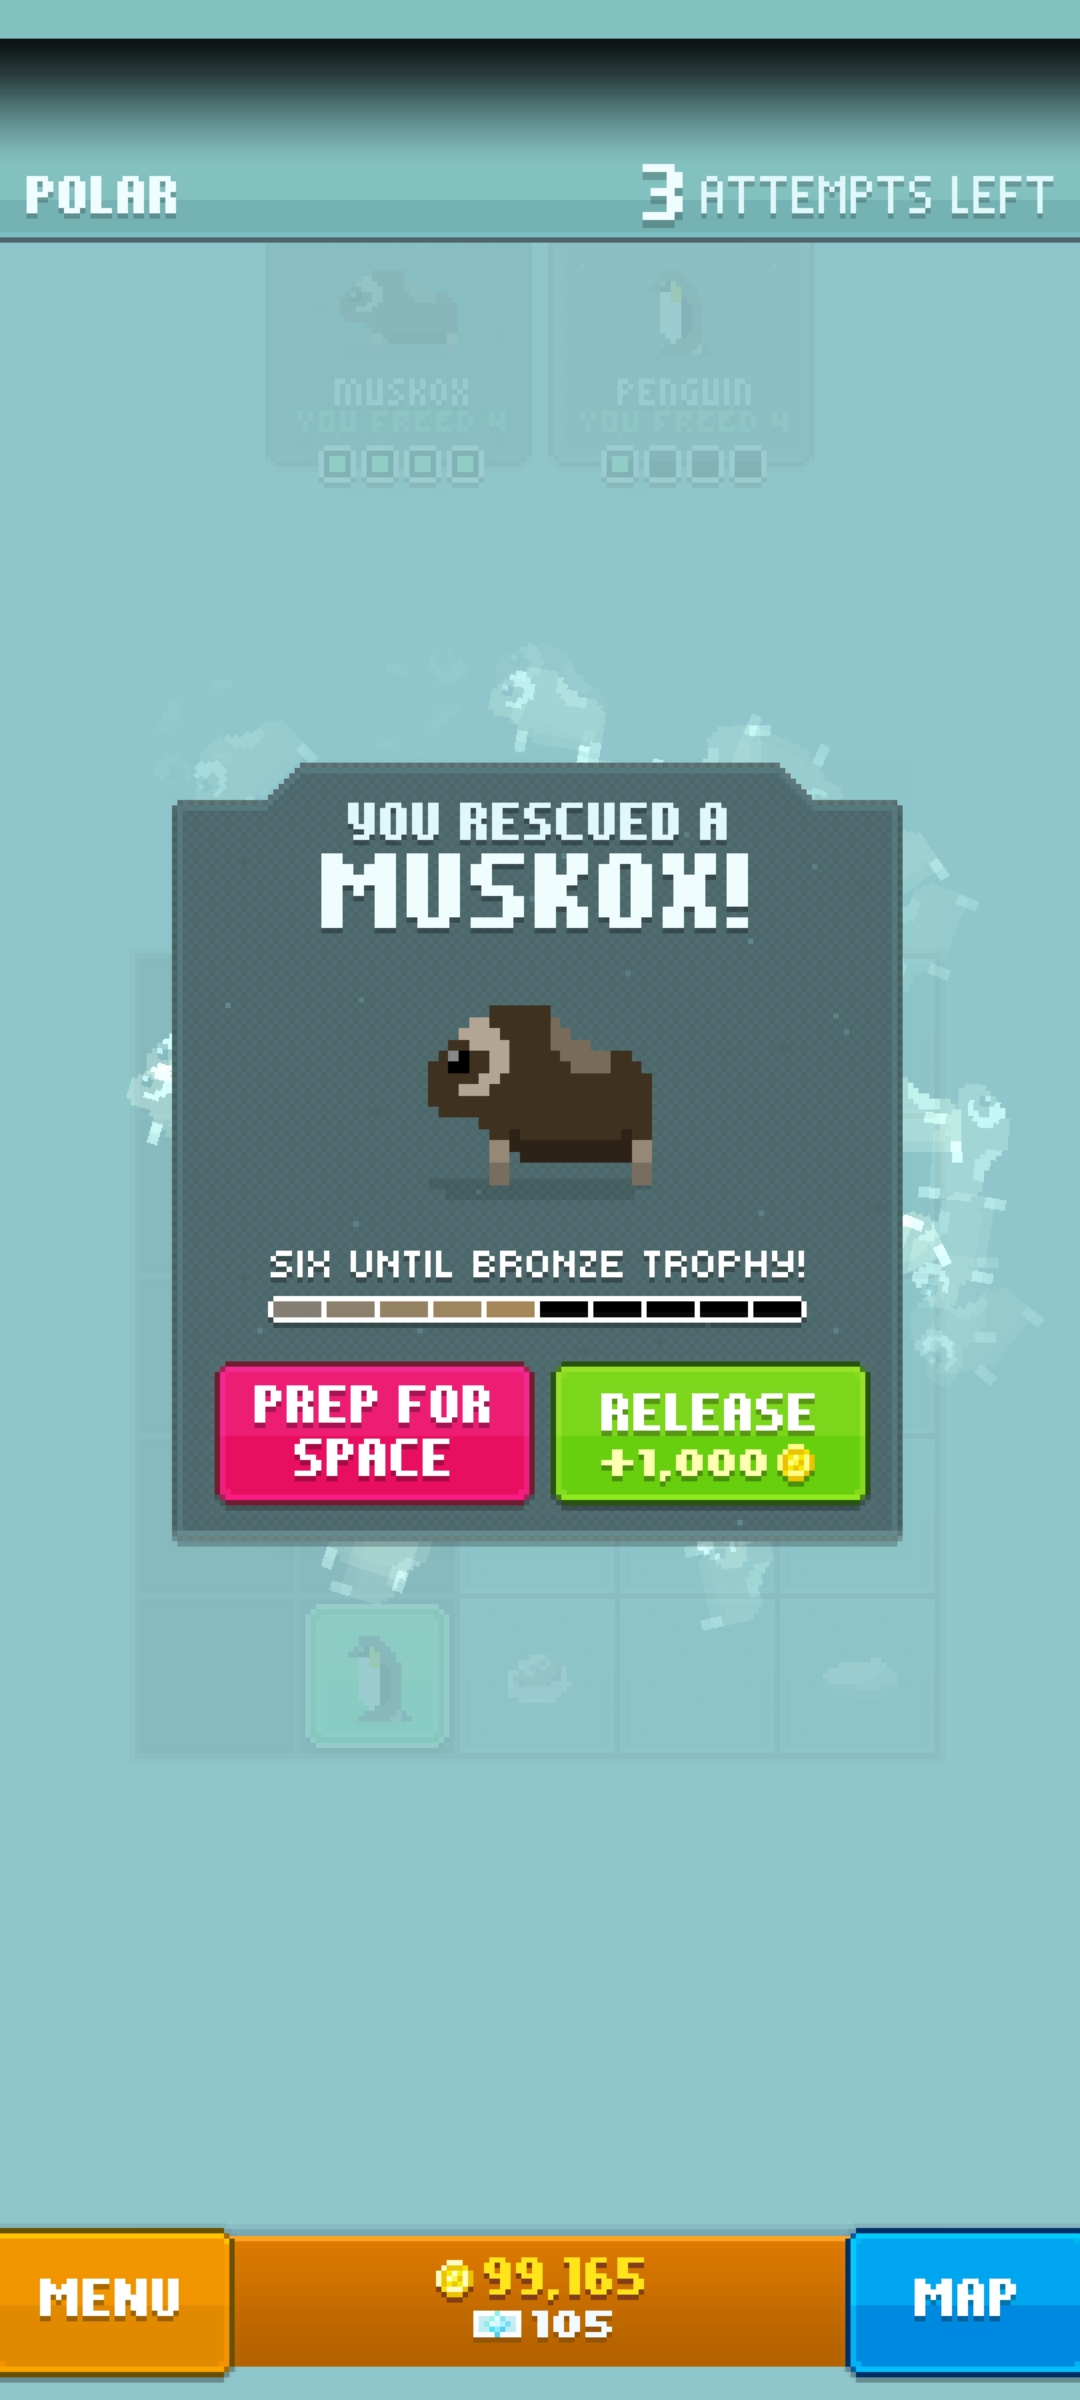 POLAR
3 ATTEMPTS LEFT
MUSKOX
YOU FREED 4
PENGUIN
YOU FREED 4
YOU RESCUED A
MUSKOX!
SIX UNTIL BRONZE TROPHY!
PREP FOR
SPACE
RELEASE
+1,000
MENU
99,165
105
MAP